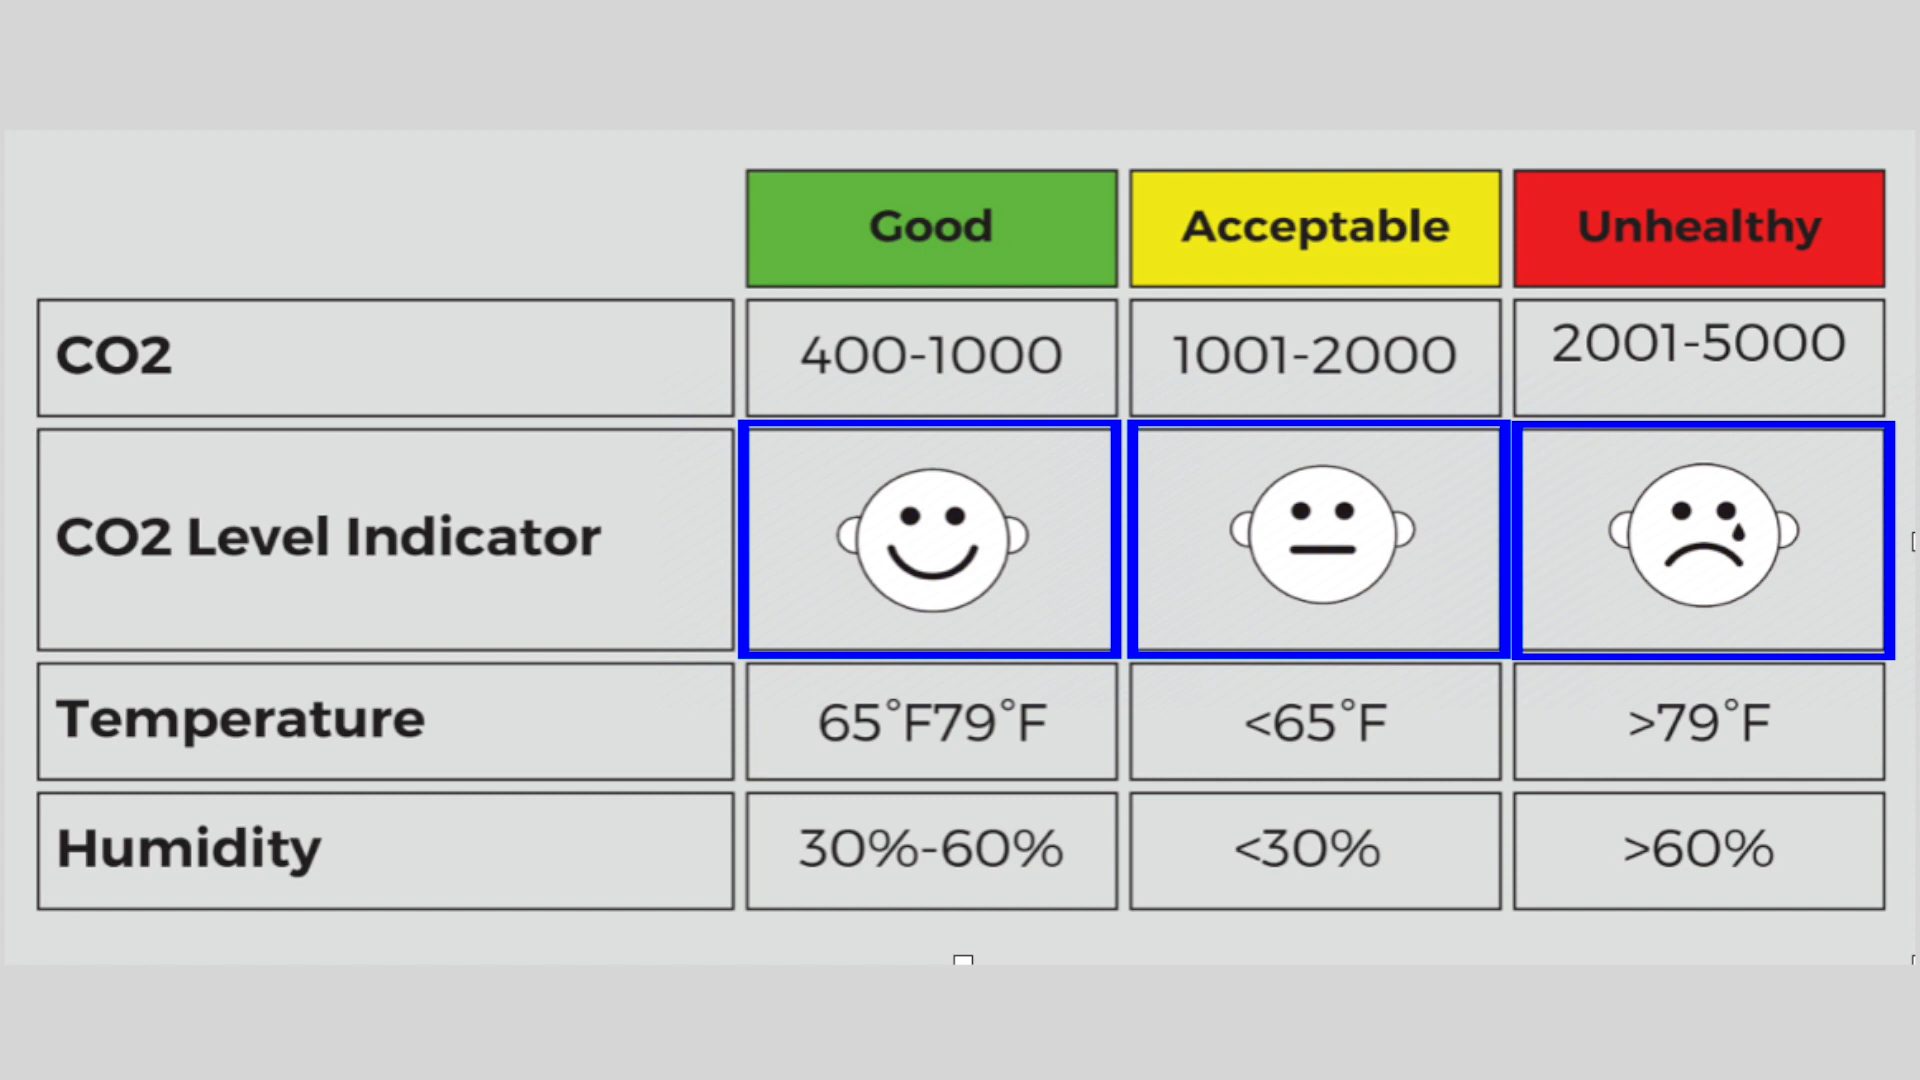 Good Acceptable Unhealthy
CO2 400-1000 1001-2000 2001-5000
CO2 Level Indicator
Temperature 65°F79°F <65°F >79°F
Humidity 30%-60% <30% >60%